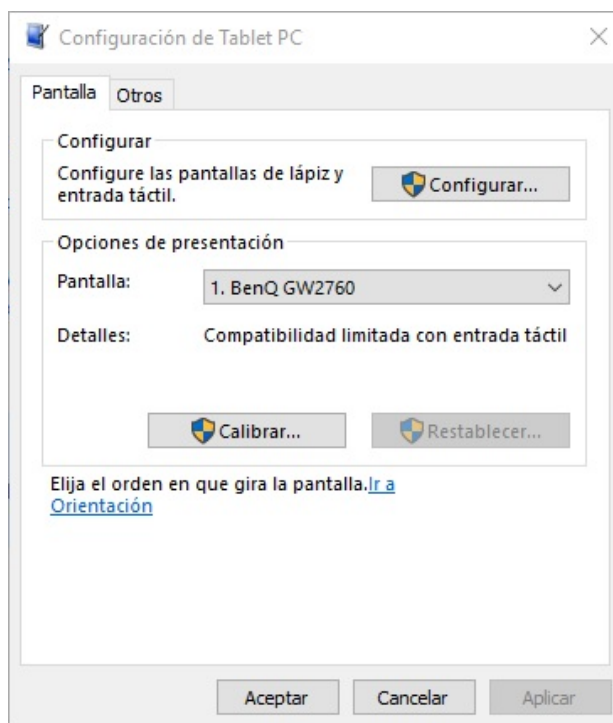 Configuración de Tablet PC
Pantalla
Otros
Configurar
Configure las pantallas de lápiz y
entrada táctil.
Configurar...
Opciones de presentación
Pantalla:
1. BenQ GW2760
Detalles:
Compatibilidad limitada con entrada táctil
Calibrar...
Restablecer...
Elija el orden en que gira la pantalla.Ir a
Orientación
Aceptar
Cancelar
Aplicar